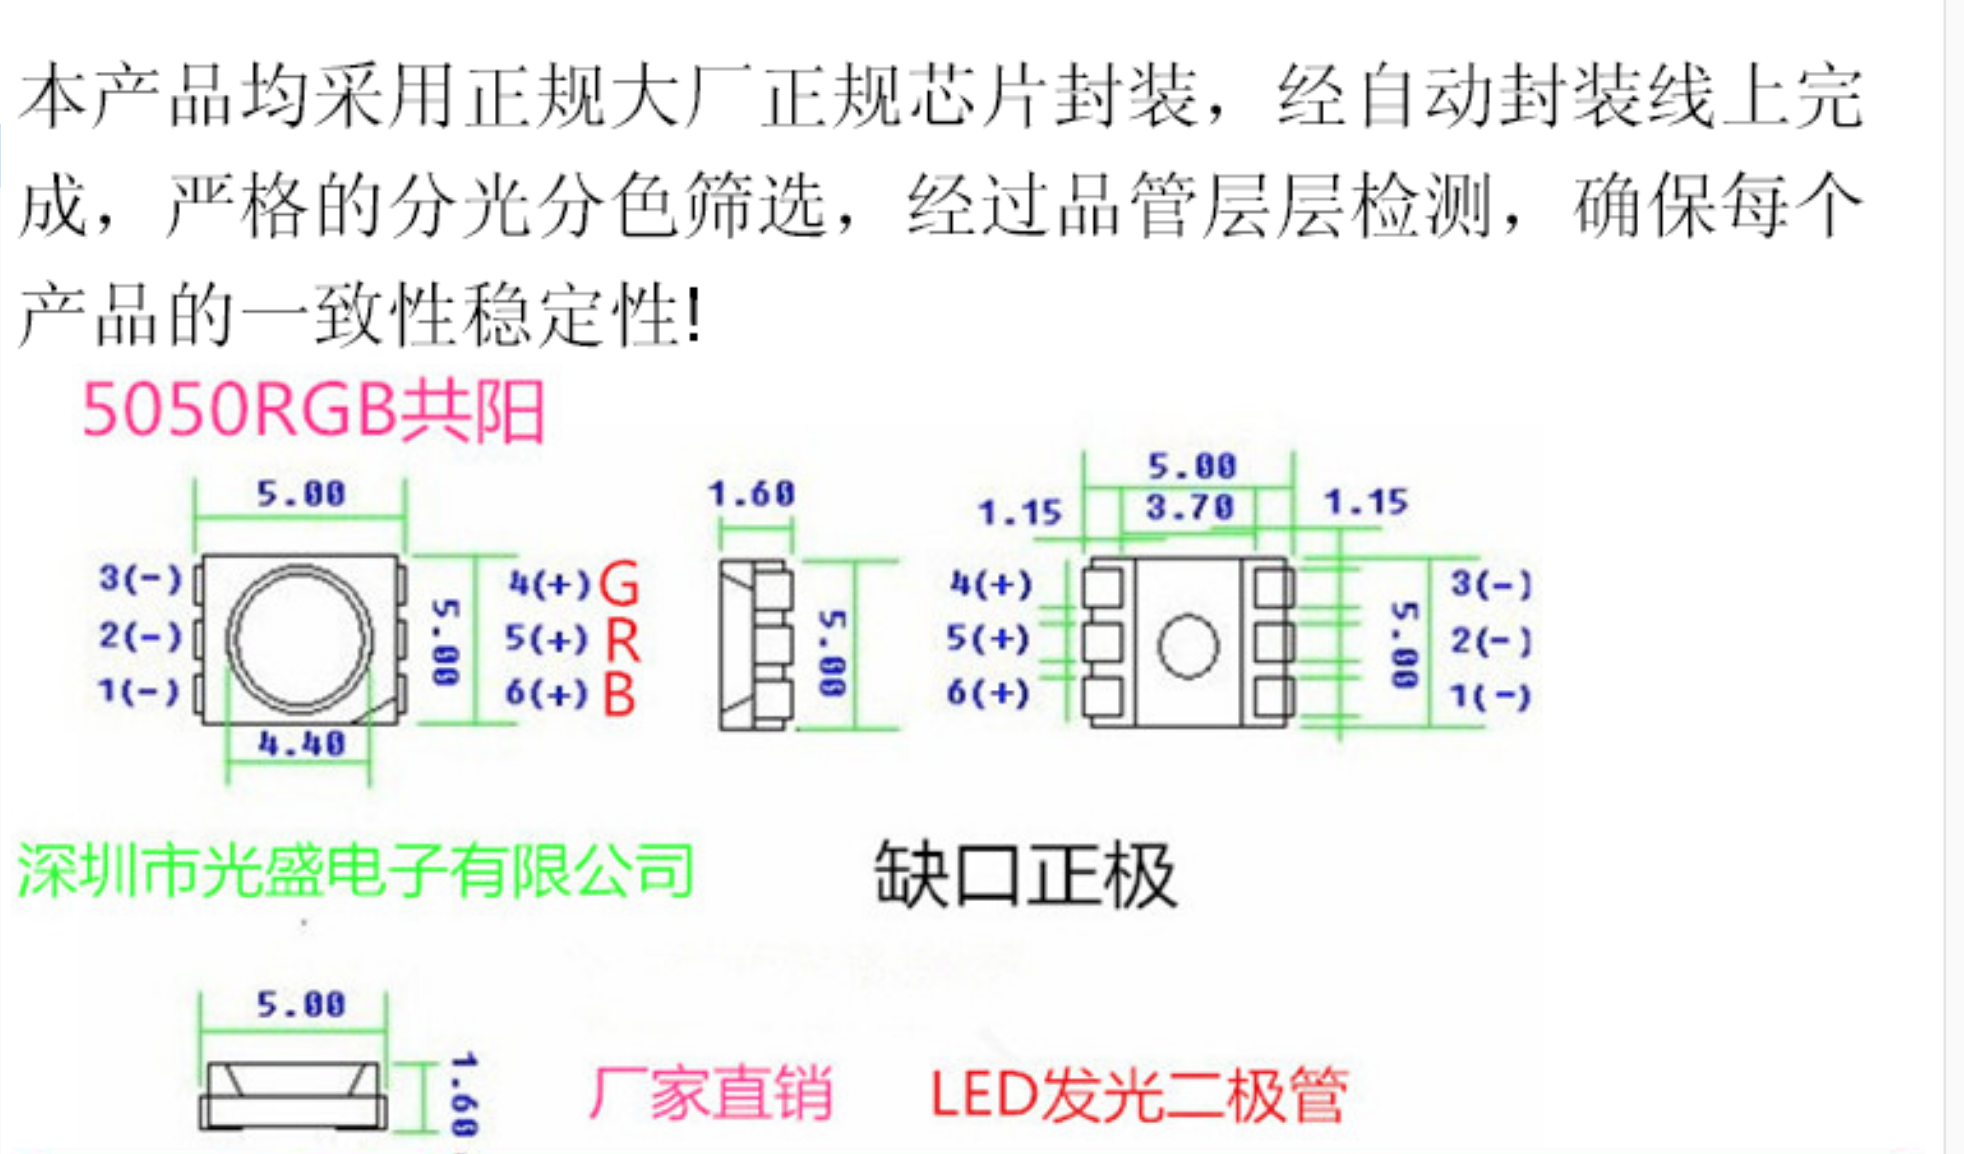 本产品均采用正规大厂正规芯片封装，经自动封装线上完
成，严格的分光分色筛选，经过品管层层检测，确保每个
产品的一致性稳定性!
5050RGB共阳
5.00
1.60
5.00
3.70
1.15
1.15
3(-)
2(-)
1(-)
5.00
4(+) G
5(+) R
6(+) B
4.40
5.00
4(+)
5(+)
6(+)
5.00
3(-)
2(-)
1(-)
深圳市光盛电子有限公司
缺口正极
5.00
1.60
厂家直销
LED发光二极管